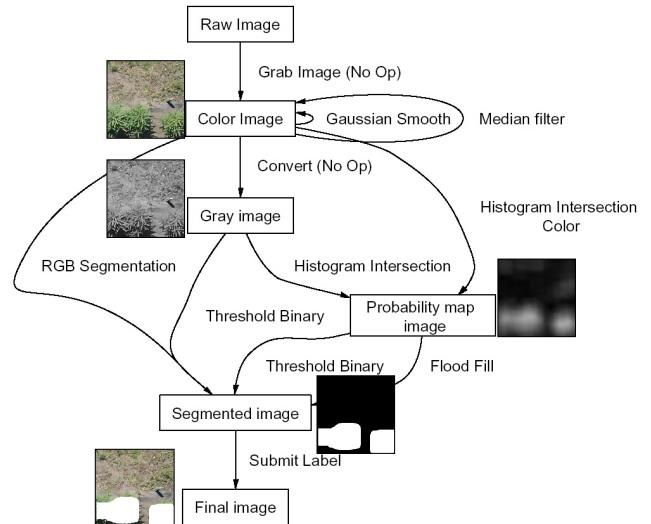 Raw Image
Grab Image (No Op)
Color Image
Gaussian Smooth
Median filter
Convert (No Op)
Gray image
Histogram Intersection
Color
RGB Segmentation
Histogram Intersection
Threshold Binary
Probability map
image
Threshold Binary
Flood Fill
Segmented image
Submit Label
Final image